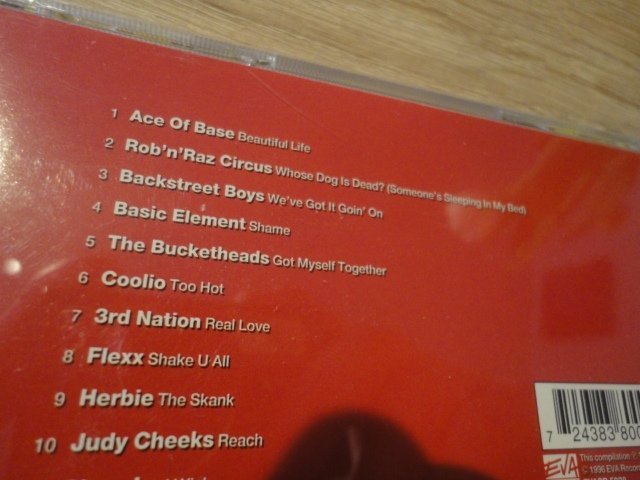 1 Ace Of Base Beautiful Life
2 Rob'n'Raz Circus Whose Dog Is Dead? (Someone's Sleeping In My Bed)
3 Backstreet Boys We've Got It Goin' On
4 Basic Element Shame
5 The Bucketheads Got Myself Together
6 Coolio Too Hot
7 3rd Nation Real Love
8 Flexx Shake U All
9 Herbie The Skank
10 Judy Cheeks Reach
7 24383 800
This compilation ℗
EVA © 1996 EVA Recor